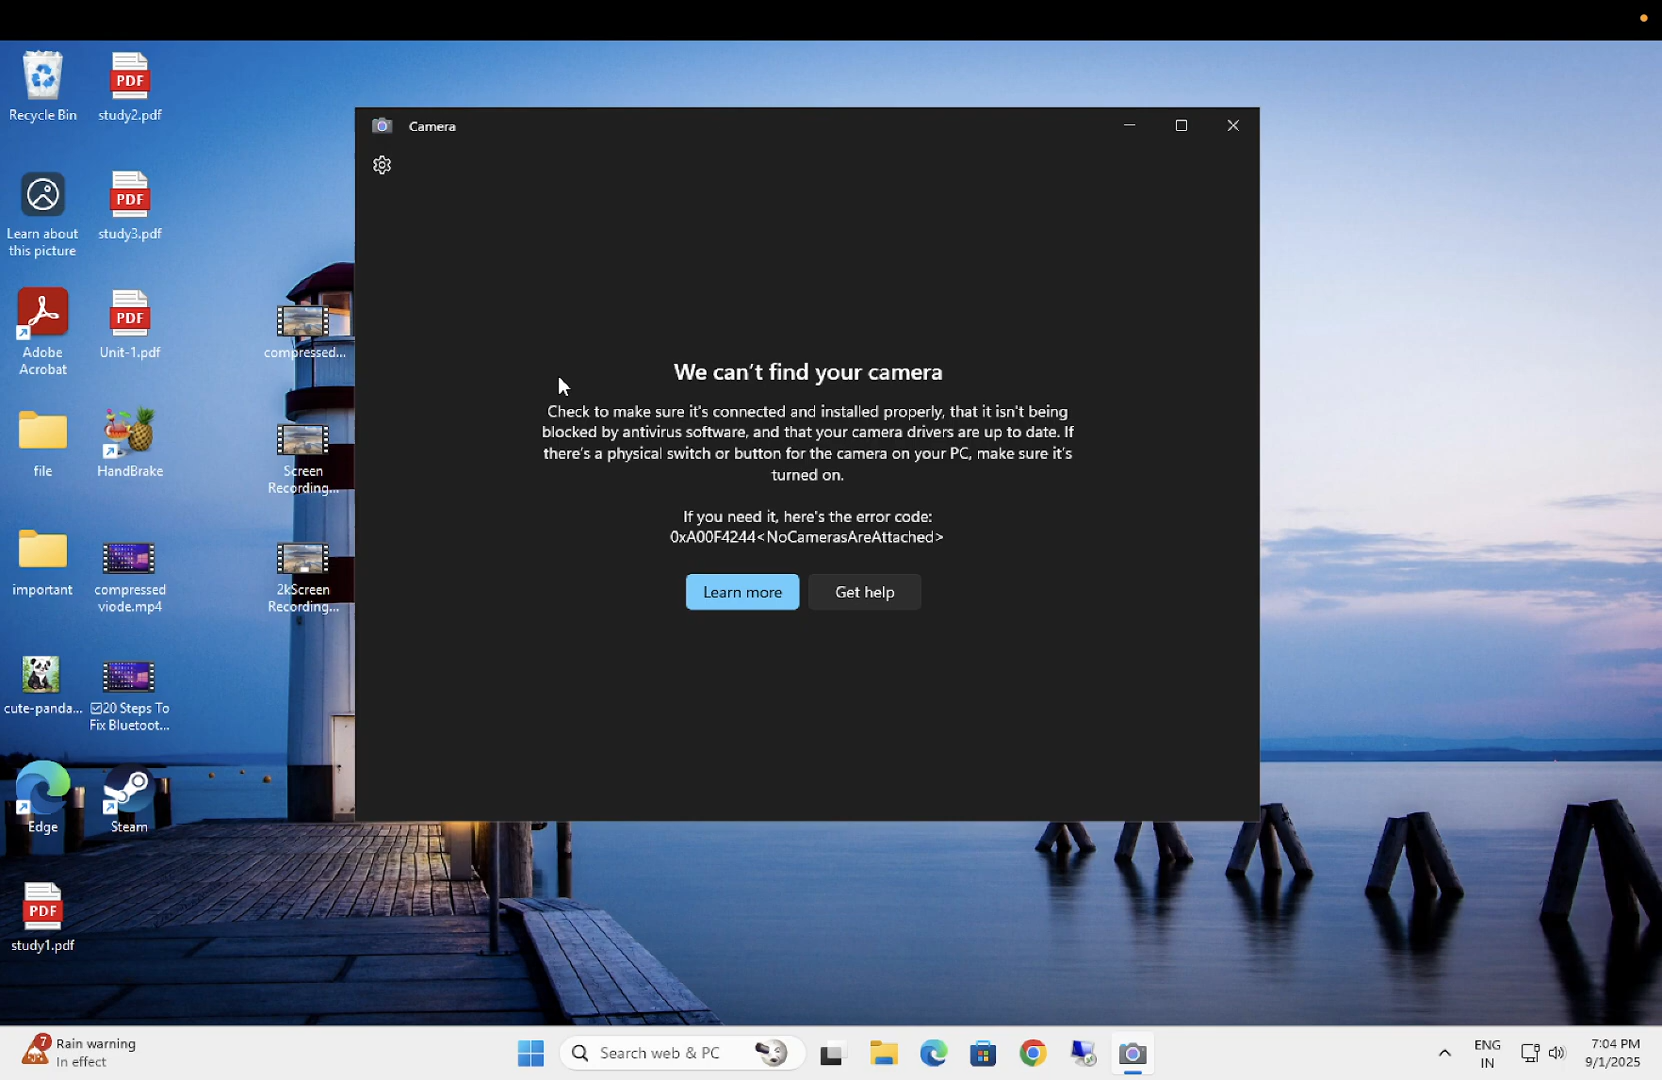 Recycle Bin
PDF
study2.pdf
Learn about
this picture
PDF
study3.pdf
Adobe
Acrobat
PDF
Unit-1.pdf
compressed...
file
HandBrake
Screen
Recording...
important
compressed
viode.mp4
2kScreen
Recording...
cute-panda...
☑20 Steps To
Fix Bluetoot...
Edge
Steam
PDF
study1.pdf
Camera
We can’t find your camera
Check to make sure it's connected and installed properly, that it isn't being
blocked by antivirus software, and that your camera drivers are up to date. If
there’s a physical switch or button for the camera on your PC, make sure it’s
turned on.
If you need it, here's the error code:
0xA00F4244<NoCamerasAreAttached>
Learn more
Get help
7
Rain warning
In effect
Search web & PC
ENG
IN
7:04 PM
9/1/2025